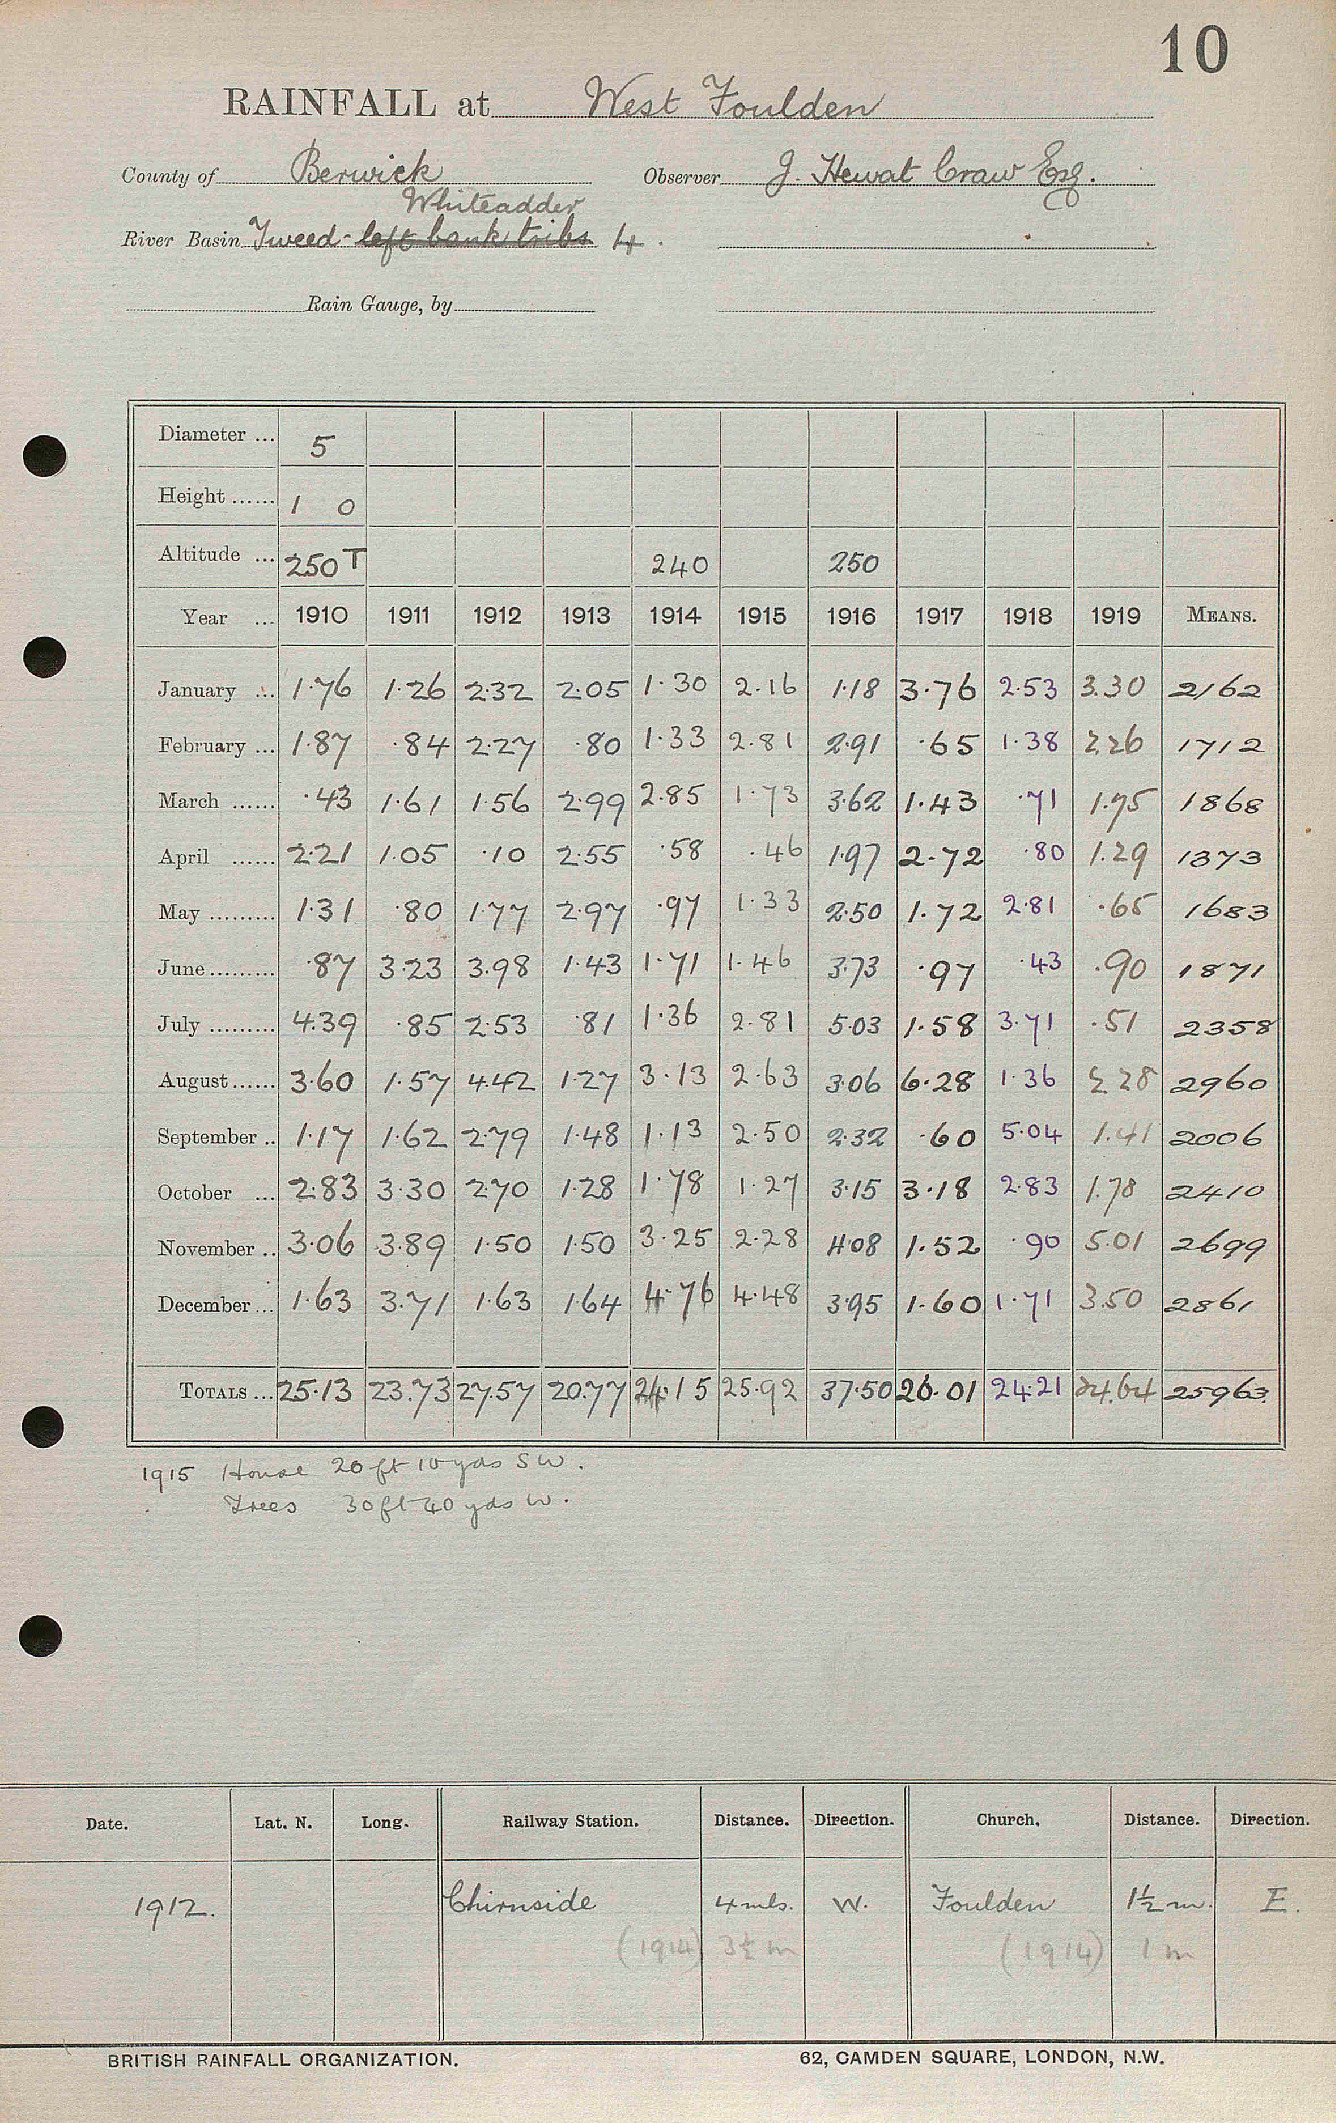 10
RAINFALL at West Foulden
County of Berwick Observer J. Hewat Craw Esq.
Whiteadder
River Basin Tweed - left bank tribs 4.
Rain Gauge, by
Diameter ... 5
Height ...... 1 0
Altitude ... 250 T 240 250
Year ... 1910 1911 1912 1913 1914 1915 1916 1917 1918 1919 MEANS.
January ... 1.76 1.26 2.32 2.05 1.30 2.16 1.18 3.76 2.53 3.30 2162
February ... 1.87 .84 2.27 .80 1.33 2.81 2.91 .65 1.38 2.26 1712
March ...... .43 1.61 1.56 2.99 2.85 1.73 3.62 1.43 .71 1.75 1868
April ...... 2.21 1.05 .10 2.55 .58 .46 1.97 2.72 .80 1.29 1373
May ......... 1.31 .80 1.77 2.97 .97 1.33 2.50 1.72 2.81 .65 1683
June ......... .87 3.23 3.98 1.43 1.71 1.46 3.73 .97 .43 .90 1871
July ......... 4.39 .85 2.53 .81 1.36 2.81 5.03 1.58 3.71 .51 2358
August ...... 3.60 1.57 4.42 1.27 3.13 2.63 3.06 6.28 1.36 2.28 2960
September .. 1.17 1.62 2.79 1.48 1.13 2.50 2.32 .60 5.04 1.41 2006
October ... 2.83 3.30 2.70 1.28 1.78 1.27 3.15 3.18 2.83 1.78 2410
November .. 3.06 3.89 1.50 1.50 3.25 2.28 4.08 1.52 .90 5.01 2699
December ... 1.63 3.71 1.63 1.64 4.76 4.48 3.95 1.60 1.71 3.50 2861
TOTALS ... 25.13 23.73 27.57 20.77 24.15 25.92 37.50 26.01 24.21 24.64 25963
1915 House 20 ft 10 yds SW.
Trees 30 ft 40 yds W.
Date. Lat. N. Long. Railway Station. Distance. Direction. Church. Distance. Direction.
1912. Chirnside 4 mls. W. Foulden 1½ m. E.
(1914) 3½ m (1914) 1 m
BRITISH RAINFALL ORGANIZATION. 62, CAMDEN SQUARE, LONDON, N.W.